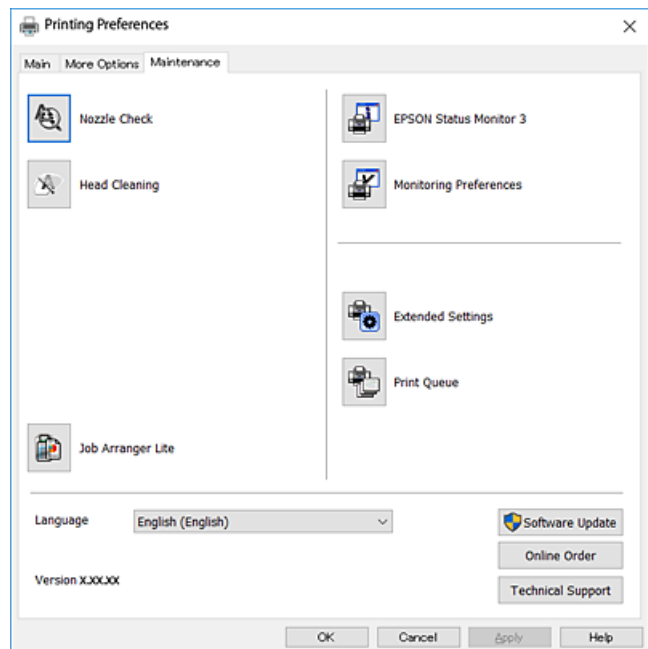 Printing Preferences
Main More Options Maintenance
Nozzle Check
EPSON Status Monitor 3
Head Cleaning
Monitoring Preferences
Extended Settings
Print Queue
Job Arranger Lite
Language English (English)
Software Update
Online Order
Version X.XX.XX
Technical Support
OK Cancel Apply Help